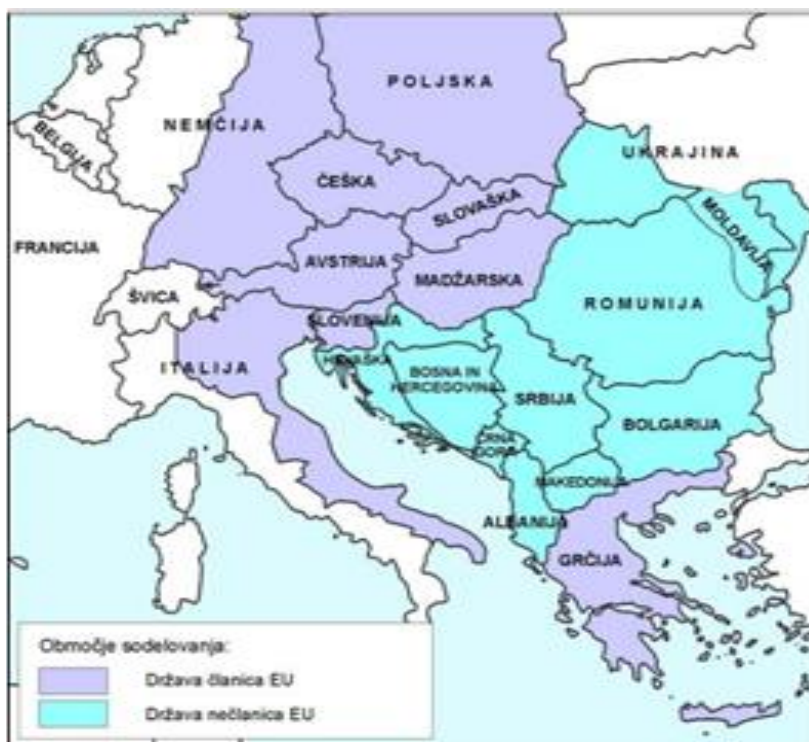 POLJSKA
NEMČIJA
UKRAJINA
BELGIJA
ČEŠKA
SLOVAŠKA
MOLDAVIJA
FRANCIJA
AVSTRIJA
MADŽARSKA
ŠVICA
ROMUNIJA
SLOVENIJA
HRVAŠKA
ITALIJA
BOSNA IN
HERCEGOVINA
SRBIJA
BOLGARIJA
ČRNA
GORA
MAKEDONIJA
ALBANIJA
GRČIJA
Območje sodelovanja:
Država članica EU
Država nečlanica EU